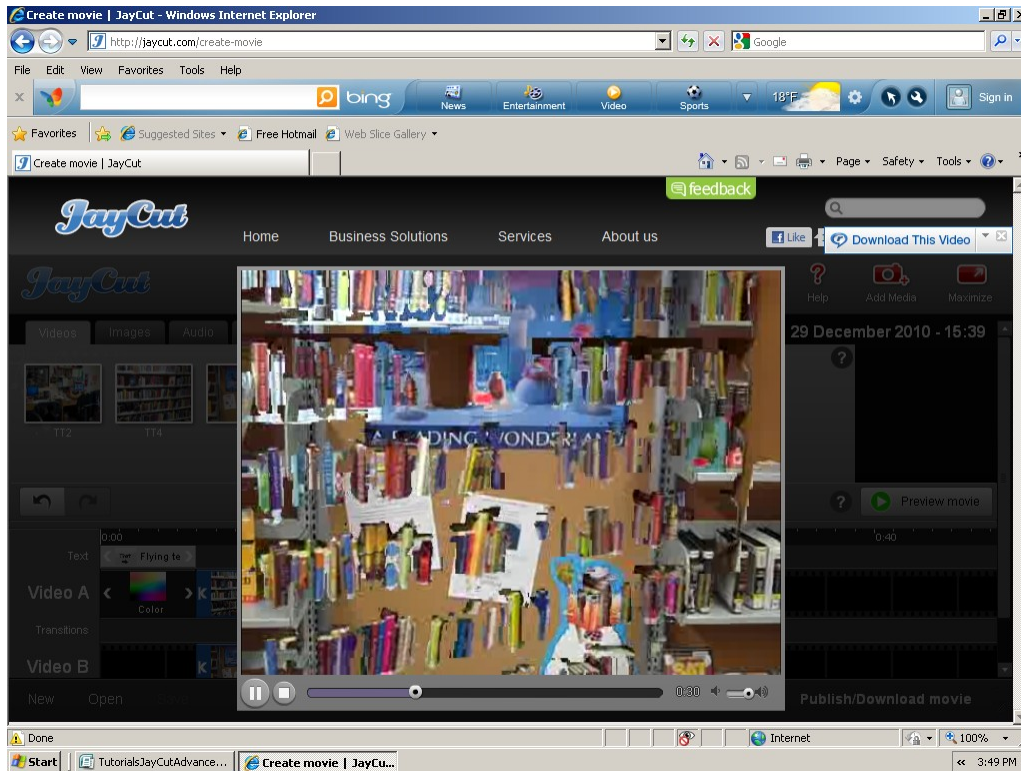 Create movie | JayCut - Windows Internet Explorer
http://jaycut.com/create-movie
Google
File Edit View Favorites Tools Help
bing News Entertainment Video Sports 18°F Sign in
Favorites Suggested Sites Free Hotmail Web Slice Gallery
Create movie | JayCut
Page Safety Tools
feedback
JayCut
Home Business Solutions Services About us
Like
Download This Video
JayCut
Help Add Media Maximize
Videos Images Audio
29 December 2010 - 15:39
TT2 TT4
A READING WONDERLAND
SAT
Preview movie
0:00 0:40
Text Flying te
Video A
Color
Transitions
Video B
0:30
New Open
Publish/Download movie
Done Internet 100%
Start TutorialsJayCutAdvance... Create movie | JayCu... 3:49 PM